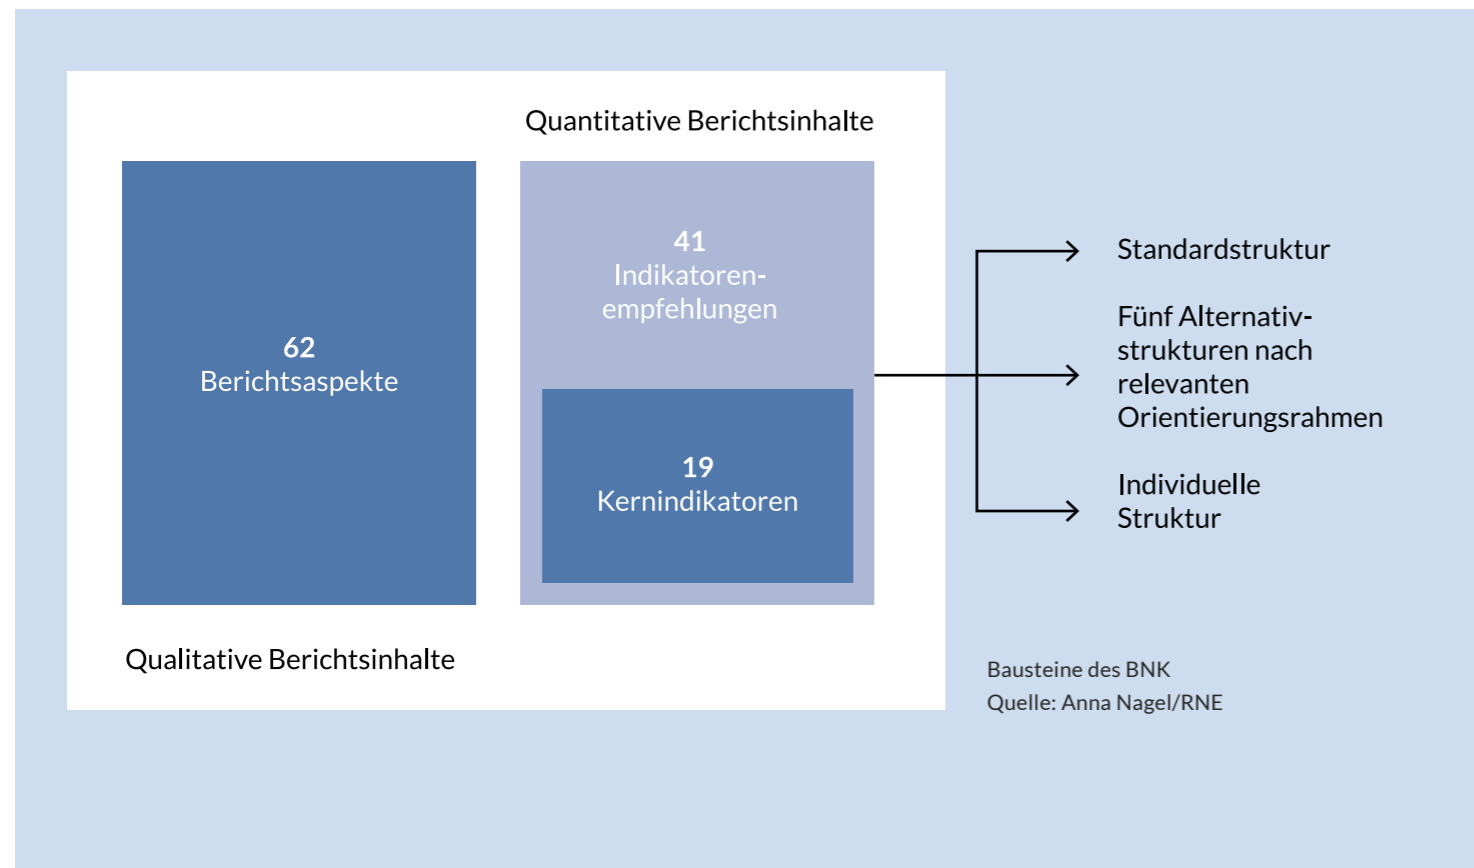 Quantitative Berichtsinhalte
62
Berichtsaspekte
41
Indikatoren-
empfehlungen
19
Kernindikatoren
Qualitative Berichtsinhalte
Standardstruktur
Fünf Alternativ-
strukturen nach
relevanten
Orientierungsrahmen
Individuelle
Struktur
Bausteine des BNK
Quelle: Anna Nagel/RNE